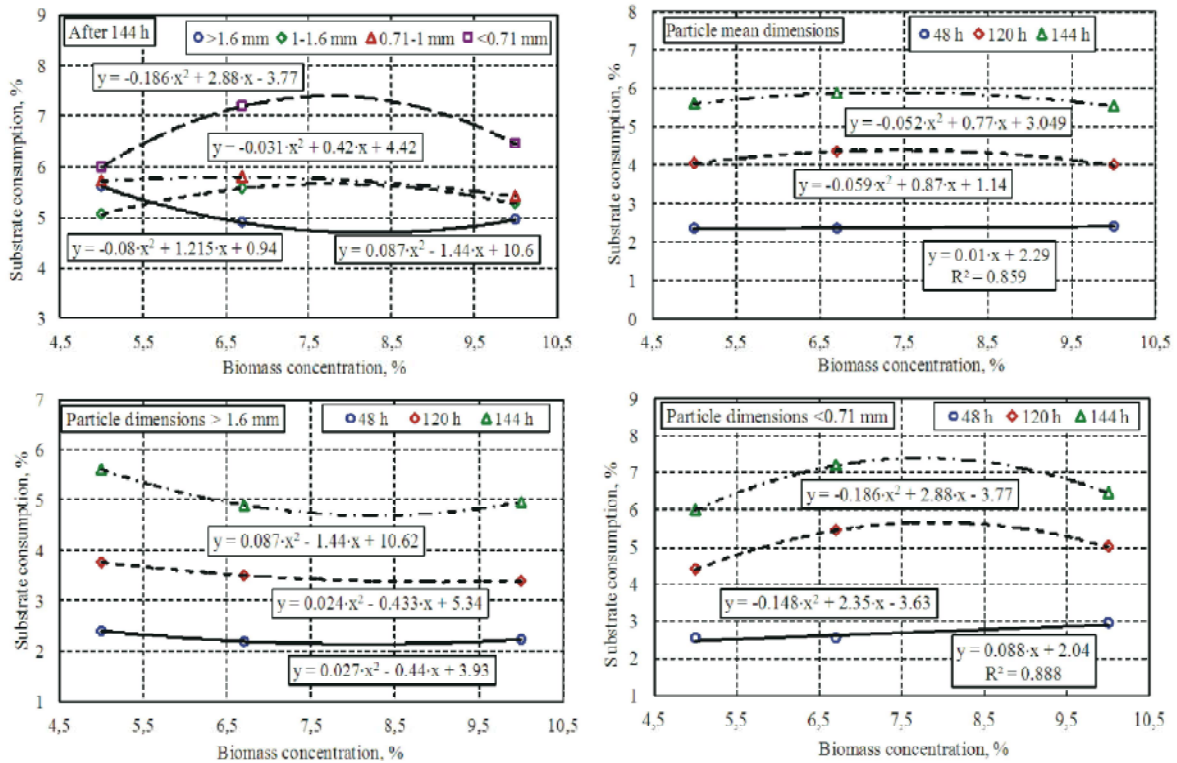 After 144 h
>1.6 mm 1-1.6 mm 0.71-1 mm <0.71 mm
y = -0.186·x² + 2.88·x - 3.77
y = -0.031·x² + 0.42·x + 4.42
y = -0.08·x² + 1.215·x + 0.94
y = 0.087·x² - 1.44·x + 10.6
Substrate consumption, %
9
8
7
6
5
4
3
4,5 5,5 6,5 7,5 8,5 9,5 10,5
Biomass concentration, %
Particle mean dimensions
48 h 120 h 144 h
y = -0.052·x² + 0.77·x + 3.049
y = -0.059·x² + 0.87·x + 1.14
y = 0.01·x + 2.29
R² = 0.859
Substrate consumption, %
8
7
6
5
4
3
2
1
0
4,5 5,5 6,5 7,5 8,5 9,5 10,5
Biomass concentration, %
Particle dimensions > 1.6 mm
48 h 120 h 144 h
y = 0.087·x² - 1.44·x + 10.62
y = 0.024·x² - 0.433·x + 5.34
y = 0.027·x² - 0.44·x + 3.93
Substrate consumption, %
7
6
5
4
3
2
1
4,5 5,5 6,5 7,5 8,5 9,5 10,5
Biomass concentration, %
Particle dimensions <0.71 mm
48 h 120 h 144 h
y = -0.186·x² + 2.88·x - 3.77
y = -0.148·x² + 2.35·x - 3.63
y = 0.088·x + 2.04
R² = 0.888
Substrate consumption, %
9
8
7
6
5
4
3
2
1
4,5 5,5 6,5 7,5 8,5 9,5 10,5
Biomass concentration, %